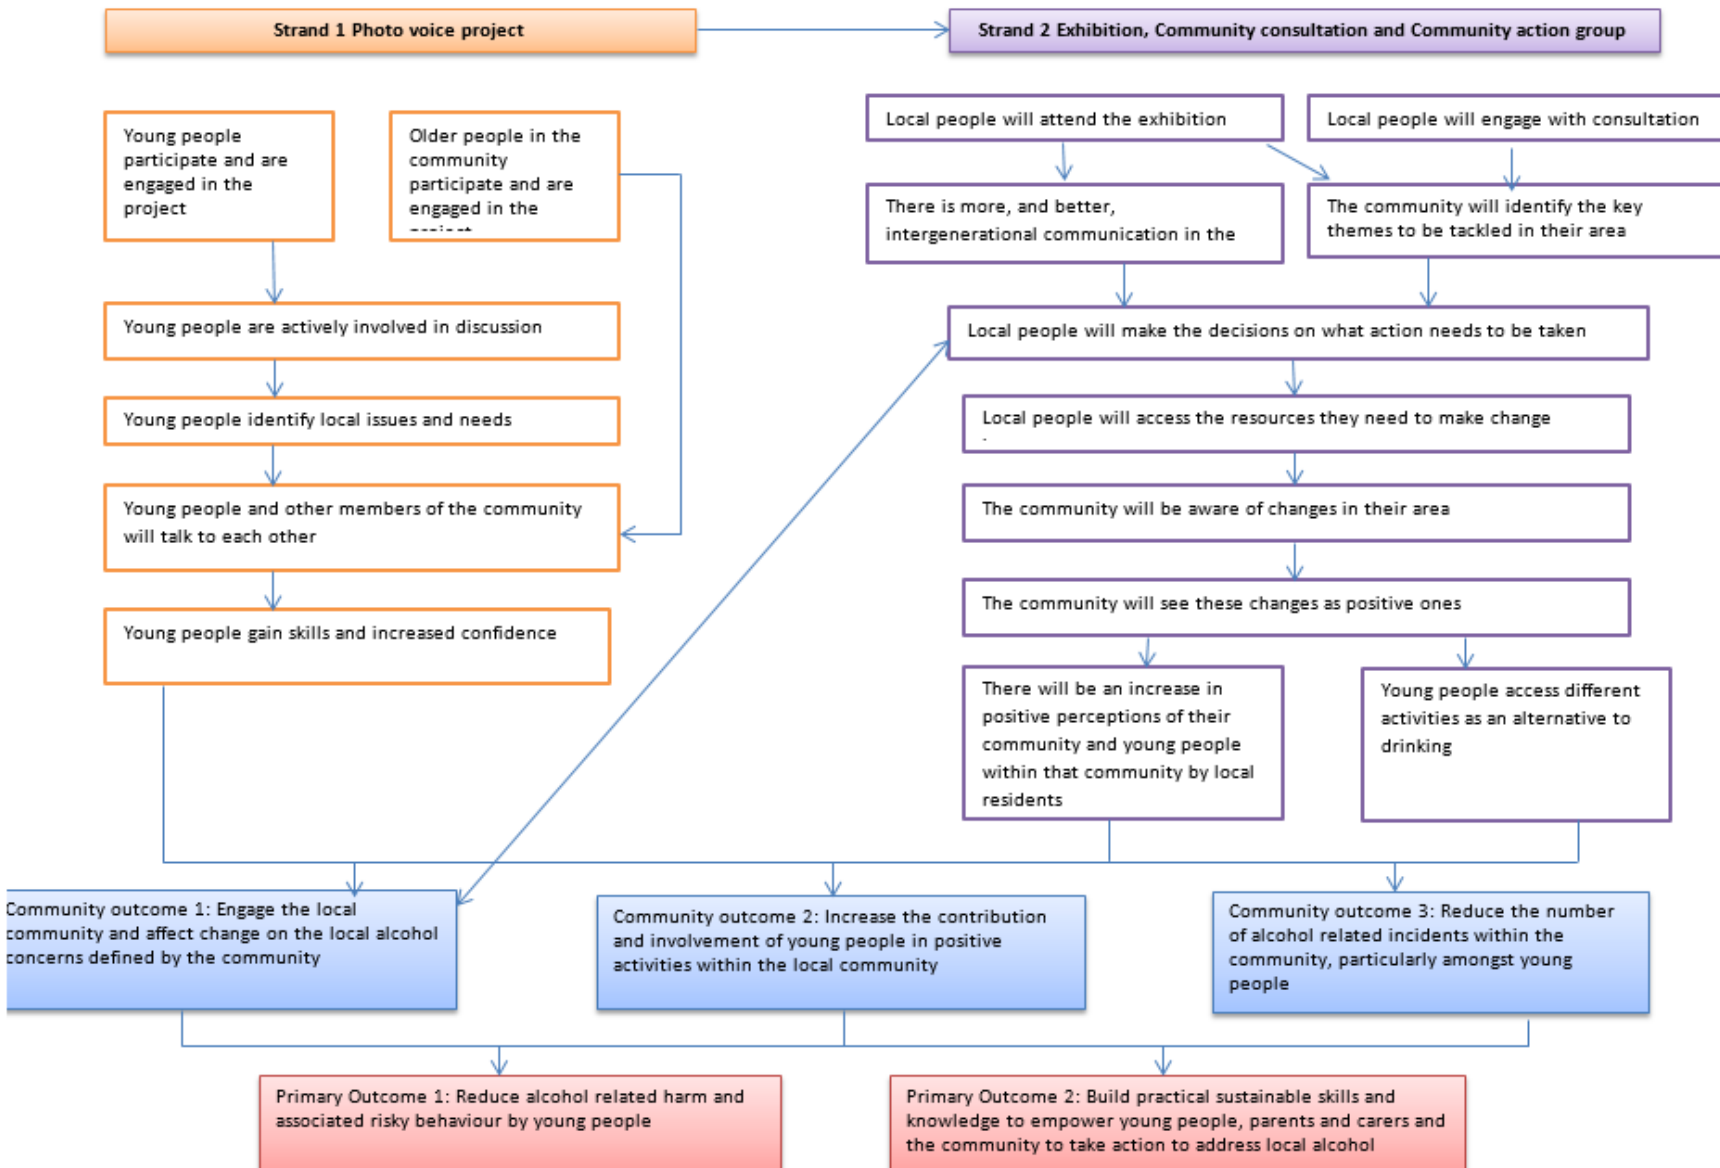 Strand 1 Photo voice project
Strand 2 Exhibition, Community consultation and Community action group
Young people
participate and are
engaged in the
project
Older people in the
community
participate and are
engaged in the
Local people will attend the exhibition
Local people will engage with consultation
There is more, and better,
intergenerational communication in the
The community will identify the key
themes to be tackled in their area
Young people are actively involved in discussion
Local people will make the decisions on what action needs to be taken
Young people identify local issues and needs
Local people will access the resources they need to make change
Young people and other members of the community
will talk to each other
The community will be aware of changes in their area
Young people gain skills and increased confidence
The community will see these changes as positive ones
There will be an increase in
positive perceptions of their
community and young people
within that community by local
residents
Young people access different
activities as an alternative to
drinking
Community outcome 1: Engage the local
community and affect change on the local alcohol
concerns defined by the community
Community outcome 2: Increase the contribution
and involvement of young people in positive
activities within the local community
Community outcome 3: Reduce the number
of alcohol related incidents within the
community, particularly amongst young
people
Primary Outcome 1: Reduce alcohol related harm and
associated risky behaviour by young people
Primary Outcome 2: Build practical sustainable skills and
knowledge to empower young people, parents and carers and
the community to take action to address local alcohol